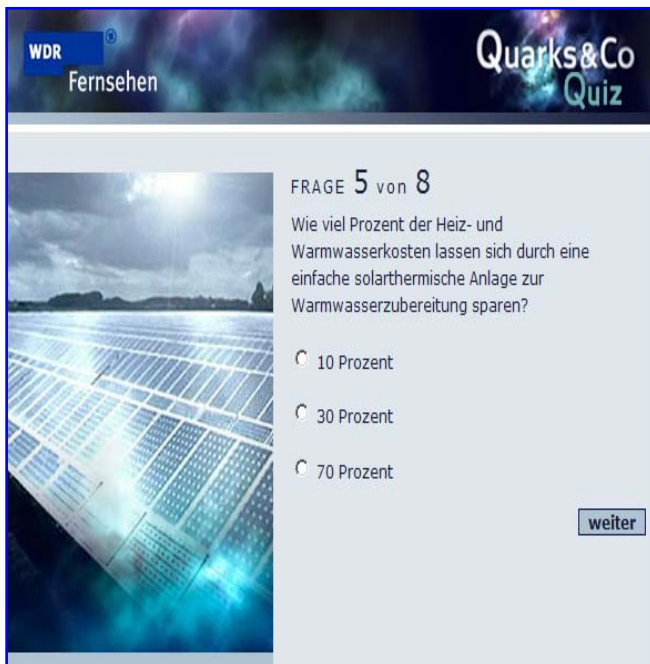 WDR
Fernsehen
Quarks&Co
Quiz
FRAGE 5 von 8
Wie viel Prozent der Heiz- und
Warmwasserkosten lassen sich durch eine
einfache solarthermische Anlage zur
Warmwasserzubereitung sparen?
10 Prozent
30 Prozent
70 Prozent
weiter